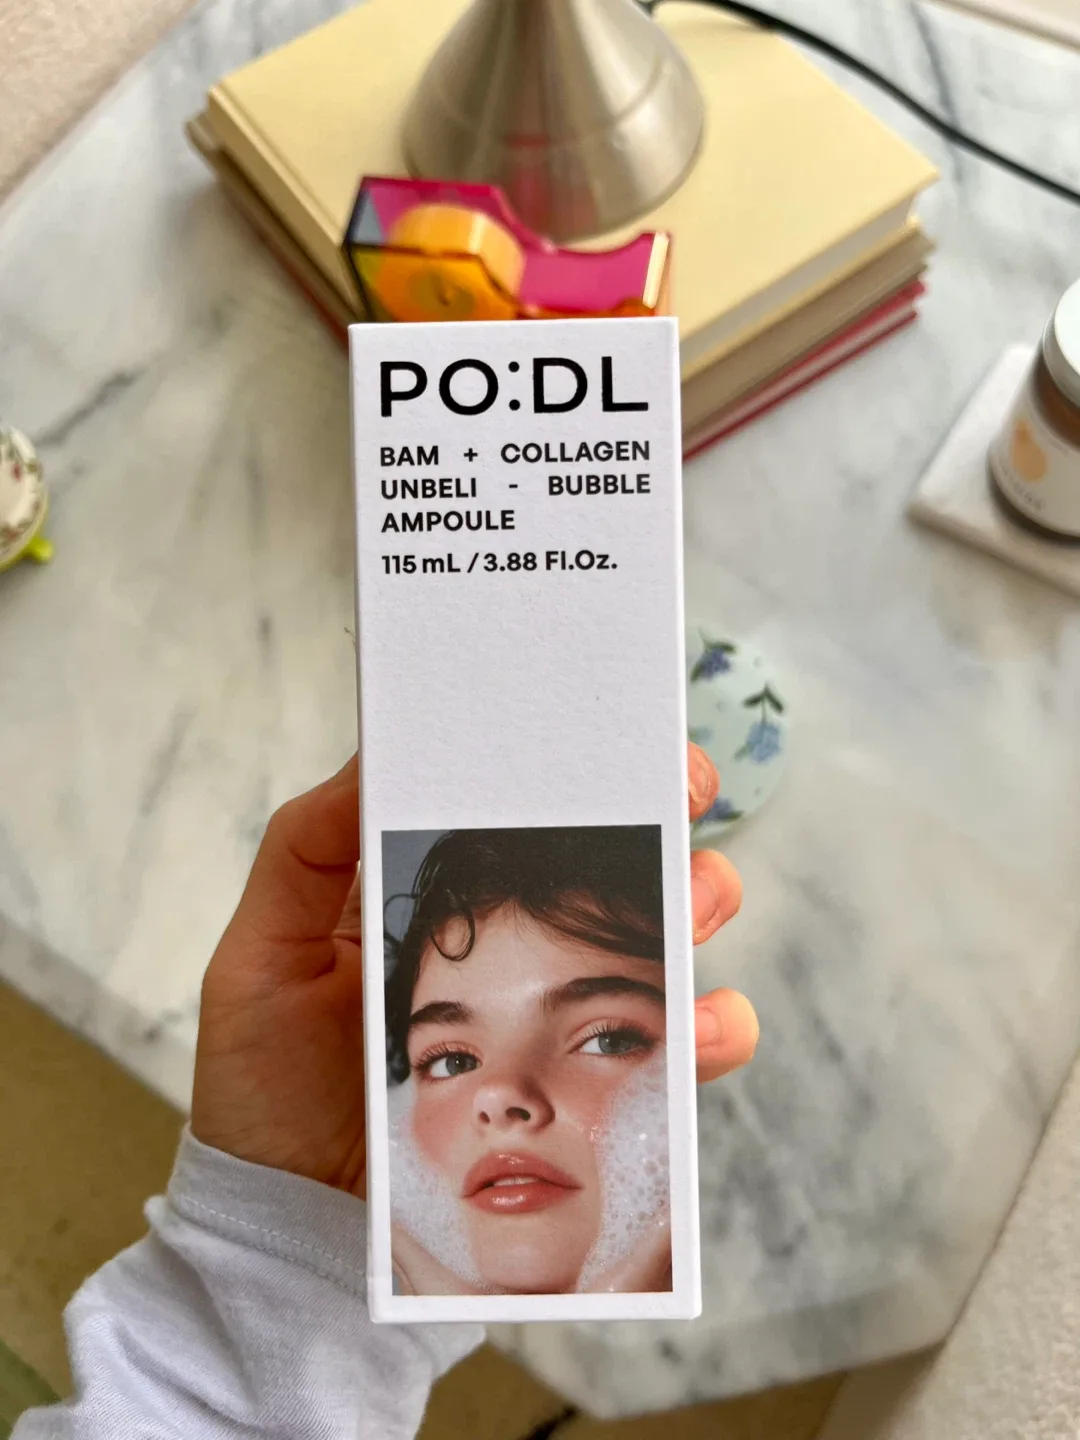 PO:DL
BAM + COLLAGEN
UNBELI - BUBBLE
AMPOULE
115 mL / 3.88 Fl.Oz.